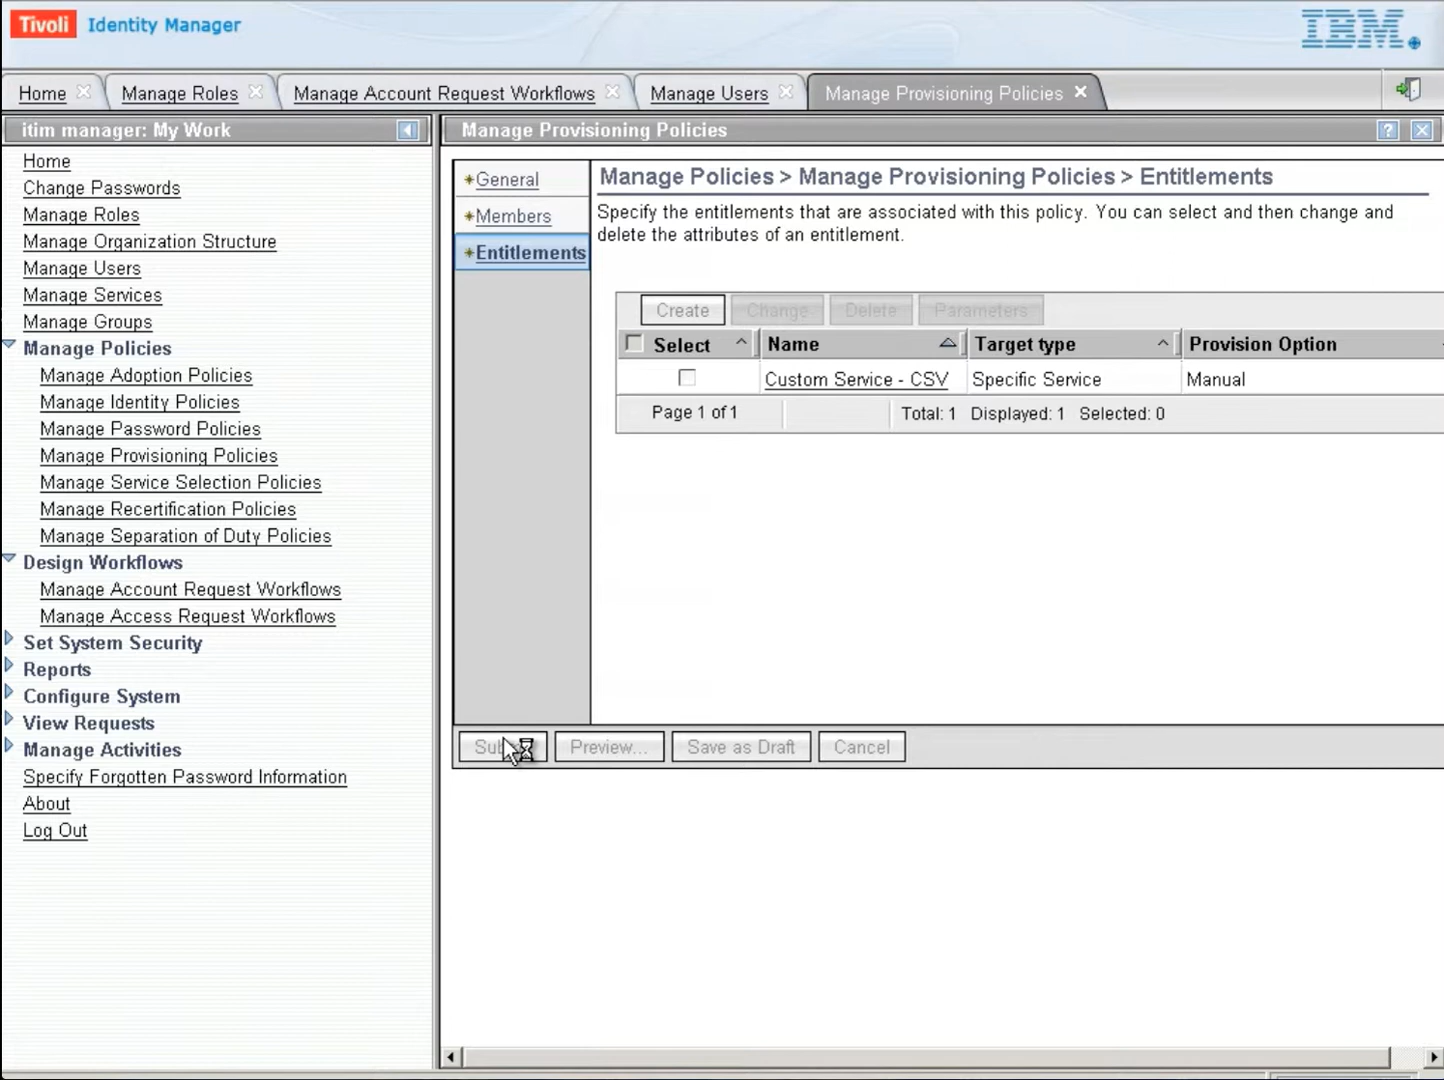 Tivoli Identity Manager
IBM.
Home
Manage Roles
Manage Account Request Workflows
Manage Users
Manage Provisioning Policies
itim manager: My Work
Home
Change Passwords
Manage Roles
Manage Organization Structure
Manage Users
Manage Services
Manage Groups
Manage Policies
Manage Adoption Policies
Manage Identity Policies
Manage Password Policies
Manage Provisioning Policies
Manage Service Selection Policies
Manage Recertification Policies
Manage Separation of Duty Policies
Design Workflows
Manage Account Request Workflows
Manage Access Request Workflows
Set System Security
Reports
Configure System
View Requests
Manage Activities
Specify Forgotten Password Information
About
Log Out
Manage Provisioning Policies
?
*General
*Members
*Entitlements
Manage Policies > Manage Provisioning Policies > Entitlements
Specify the entitlements that are associated with this policy. You can select and then change and
delete the attributes of an entitlement.
Create Change Delete Parameters
Select Name Target type Provision Option
Custom Service - CSV Specific Service Manual
Page 1 of 1 Total: 1 Displayed: 1 Selected: 0
Preview... Save as Draft Cancel